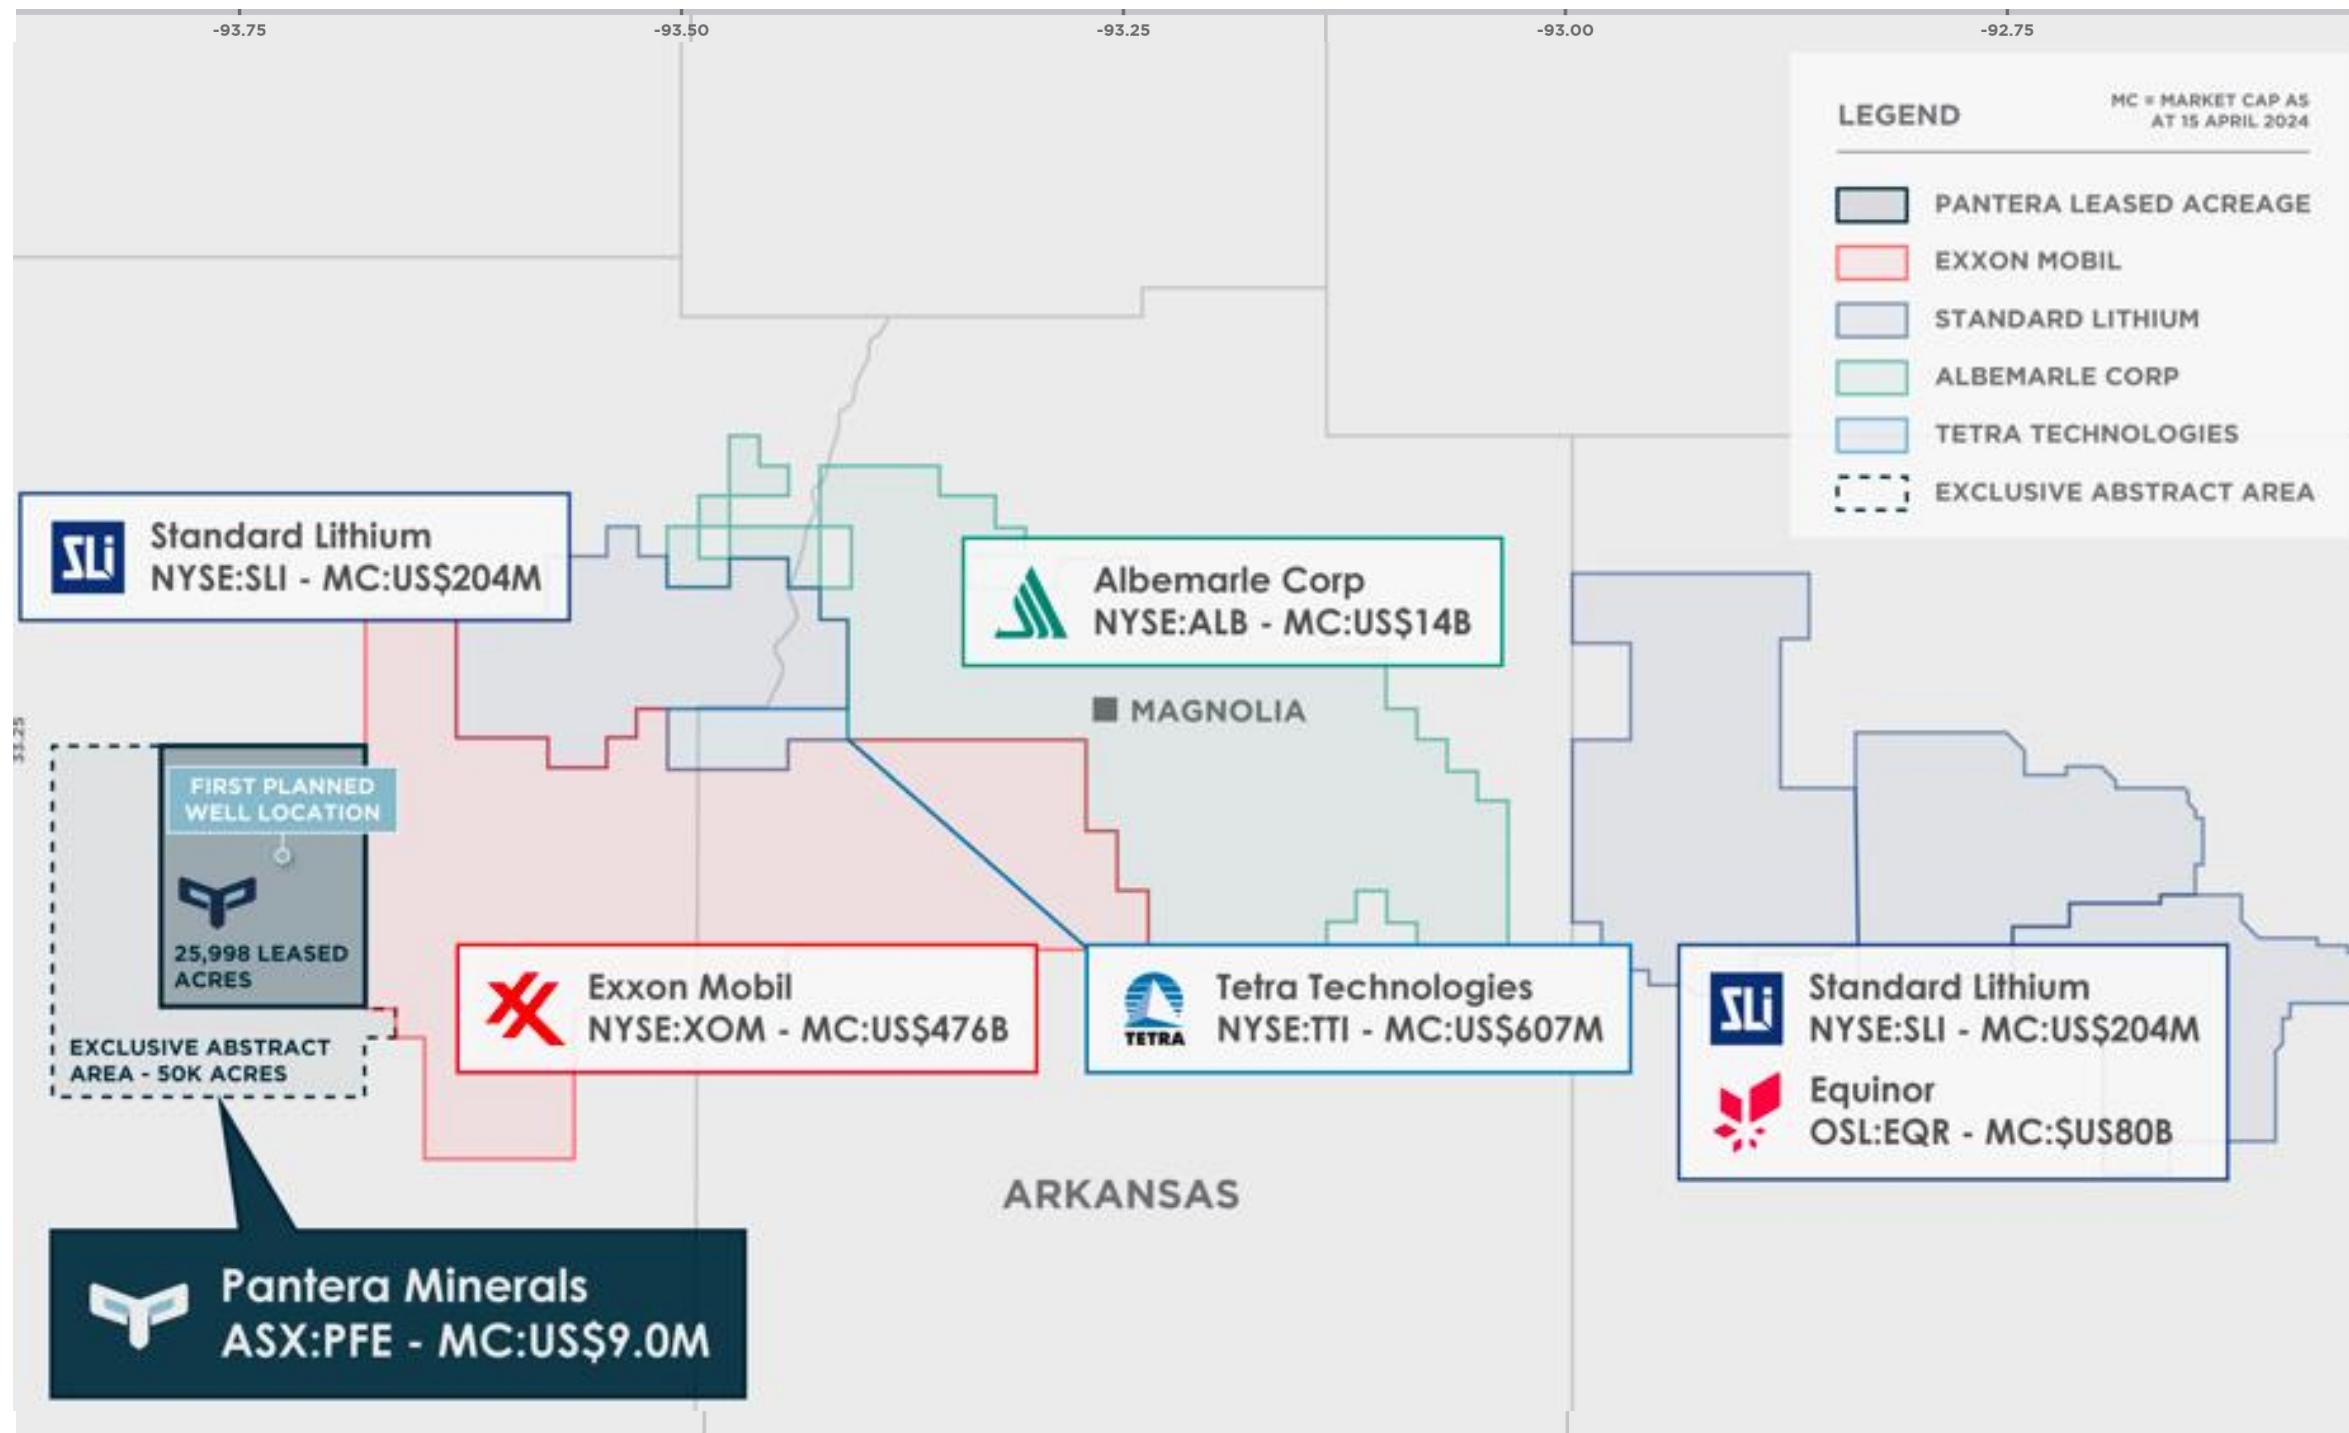 -93.75
-93.50
-93.25
-93.00
-92.75
LEGEND
MC = MARKET CAP AS
AT 15 APRIL 2024
PANTERA LEASED ACREAGE
EXXON MOBIL
STANDARD LITHIUM
ALBEMARLE CORP
TETRA TECHNOLOGIES
EXCLUSIVE ABSTRACT AREA
SLi
Standard Lithium
NYSE:SLI - MC:US$204M
Albemarle Corp
NYSE:ALB - MC:US$14B
MAGNOLIA
33.25
FIRST PLANNED
WELL LOCATION
25,998 LEASED
ACRES
EXCLUSIVE ABSTRACT
AREA - 50K ACRES
Exxon Mobil
NYSE:XOM - MC:US$476B
TETRA
Tetra Technologies
NYSE:TTI - MC:US$607M
SLi
Standard Lithium
NYSE:SLI - MC:US$204M
Equinor
OSL:EQR - MC:$US80B
ARKANSAS
Pantera Minerals
ASX:PFE - MC:US$9.0M